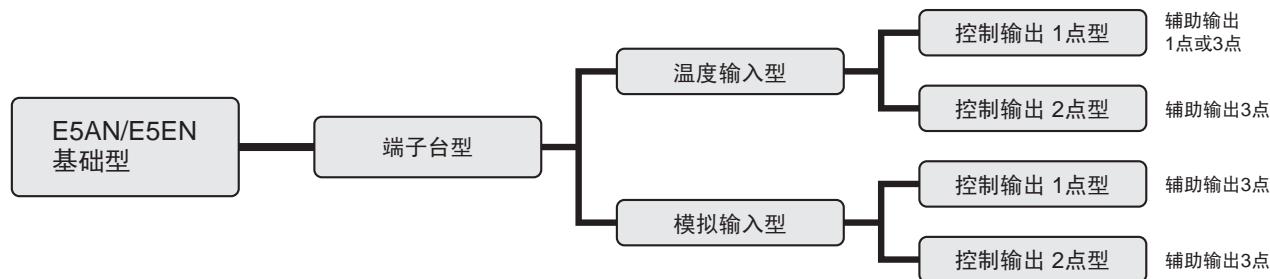 E5AN/E5EN
基础型
端子台型
温度输入型
控制输出 1点型
辅助输出
1点或3点
控制输出 2点型
辅助输出3点
模拟输入型
控制输出 1点型
辅助输出3点
控制输出 2点型
辅助输出3点